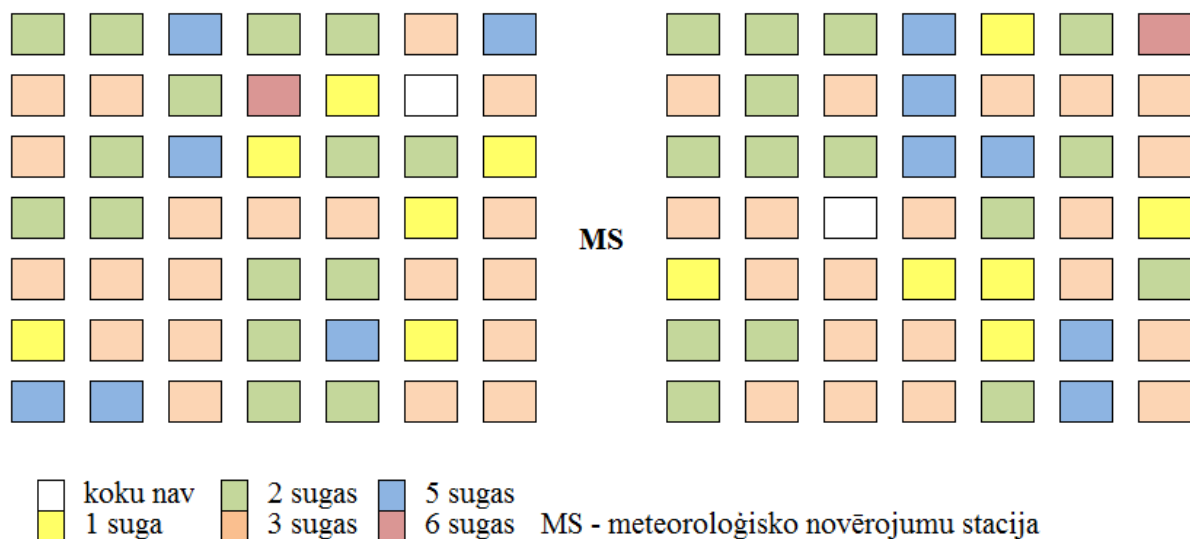 MS
koku nav 2 sugas 5 sugas
1 suga 3 sugas 6 sugas MS - meteoroloģisko novērojumu stacija